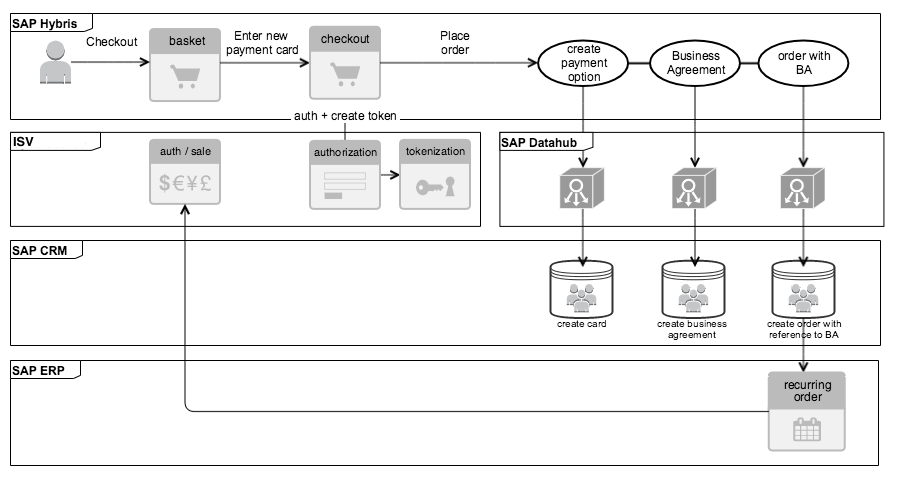 SAP Hybris
Checkout
basket
Enter new
payment card
checkout
Place
order
create
payment
option
Business
Agreement
order with
BA
auth + create token
ISV
auth / sale
$€¥£
authorization
tokenization
SAP Datahub
SAP CRM
create card
create business
agreement
create order with
reference to BA
SAP ERP
recurring
order